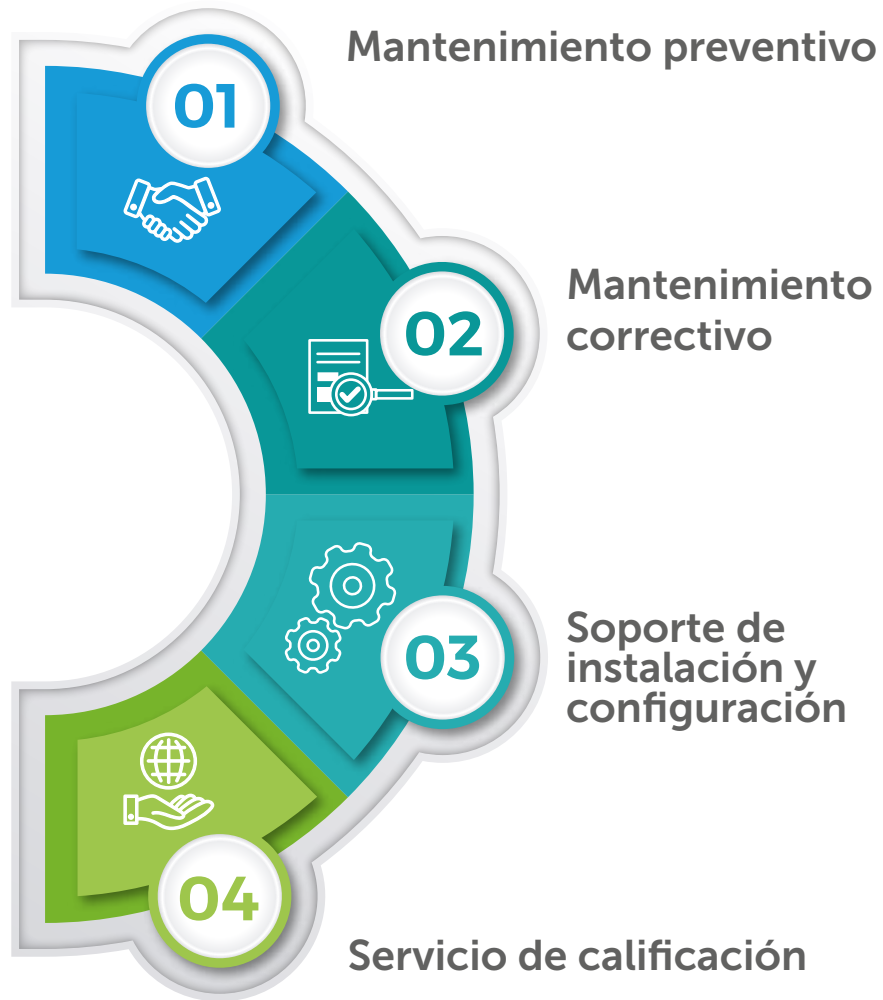 01
Mantenimiento preventivo
02
Mantenimiento
correctivo
03
Soporte de
instalación y
configuración
04
Servicio de calificación